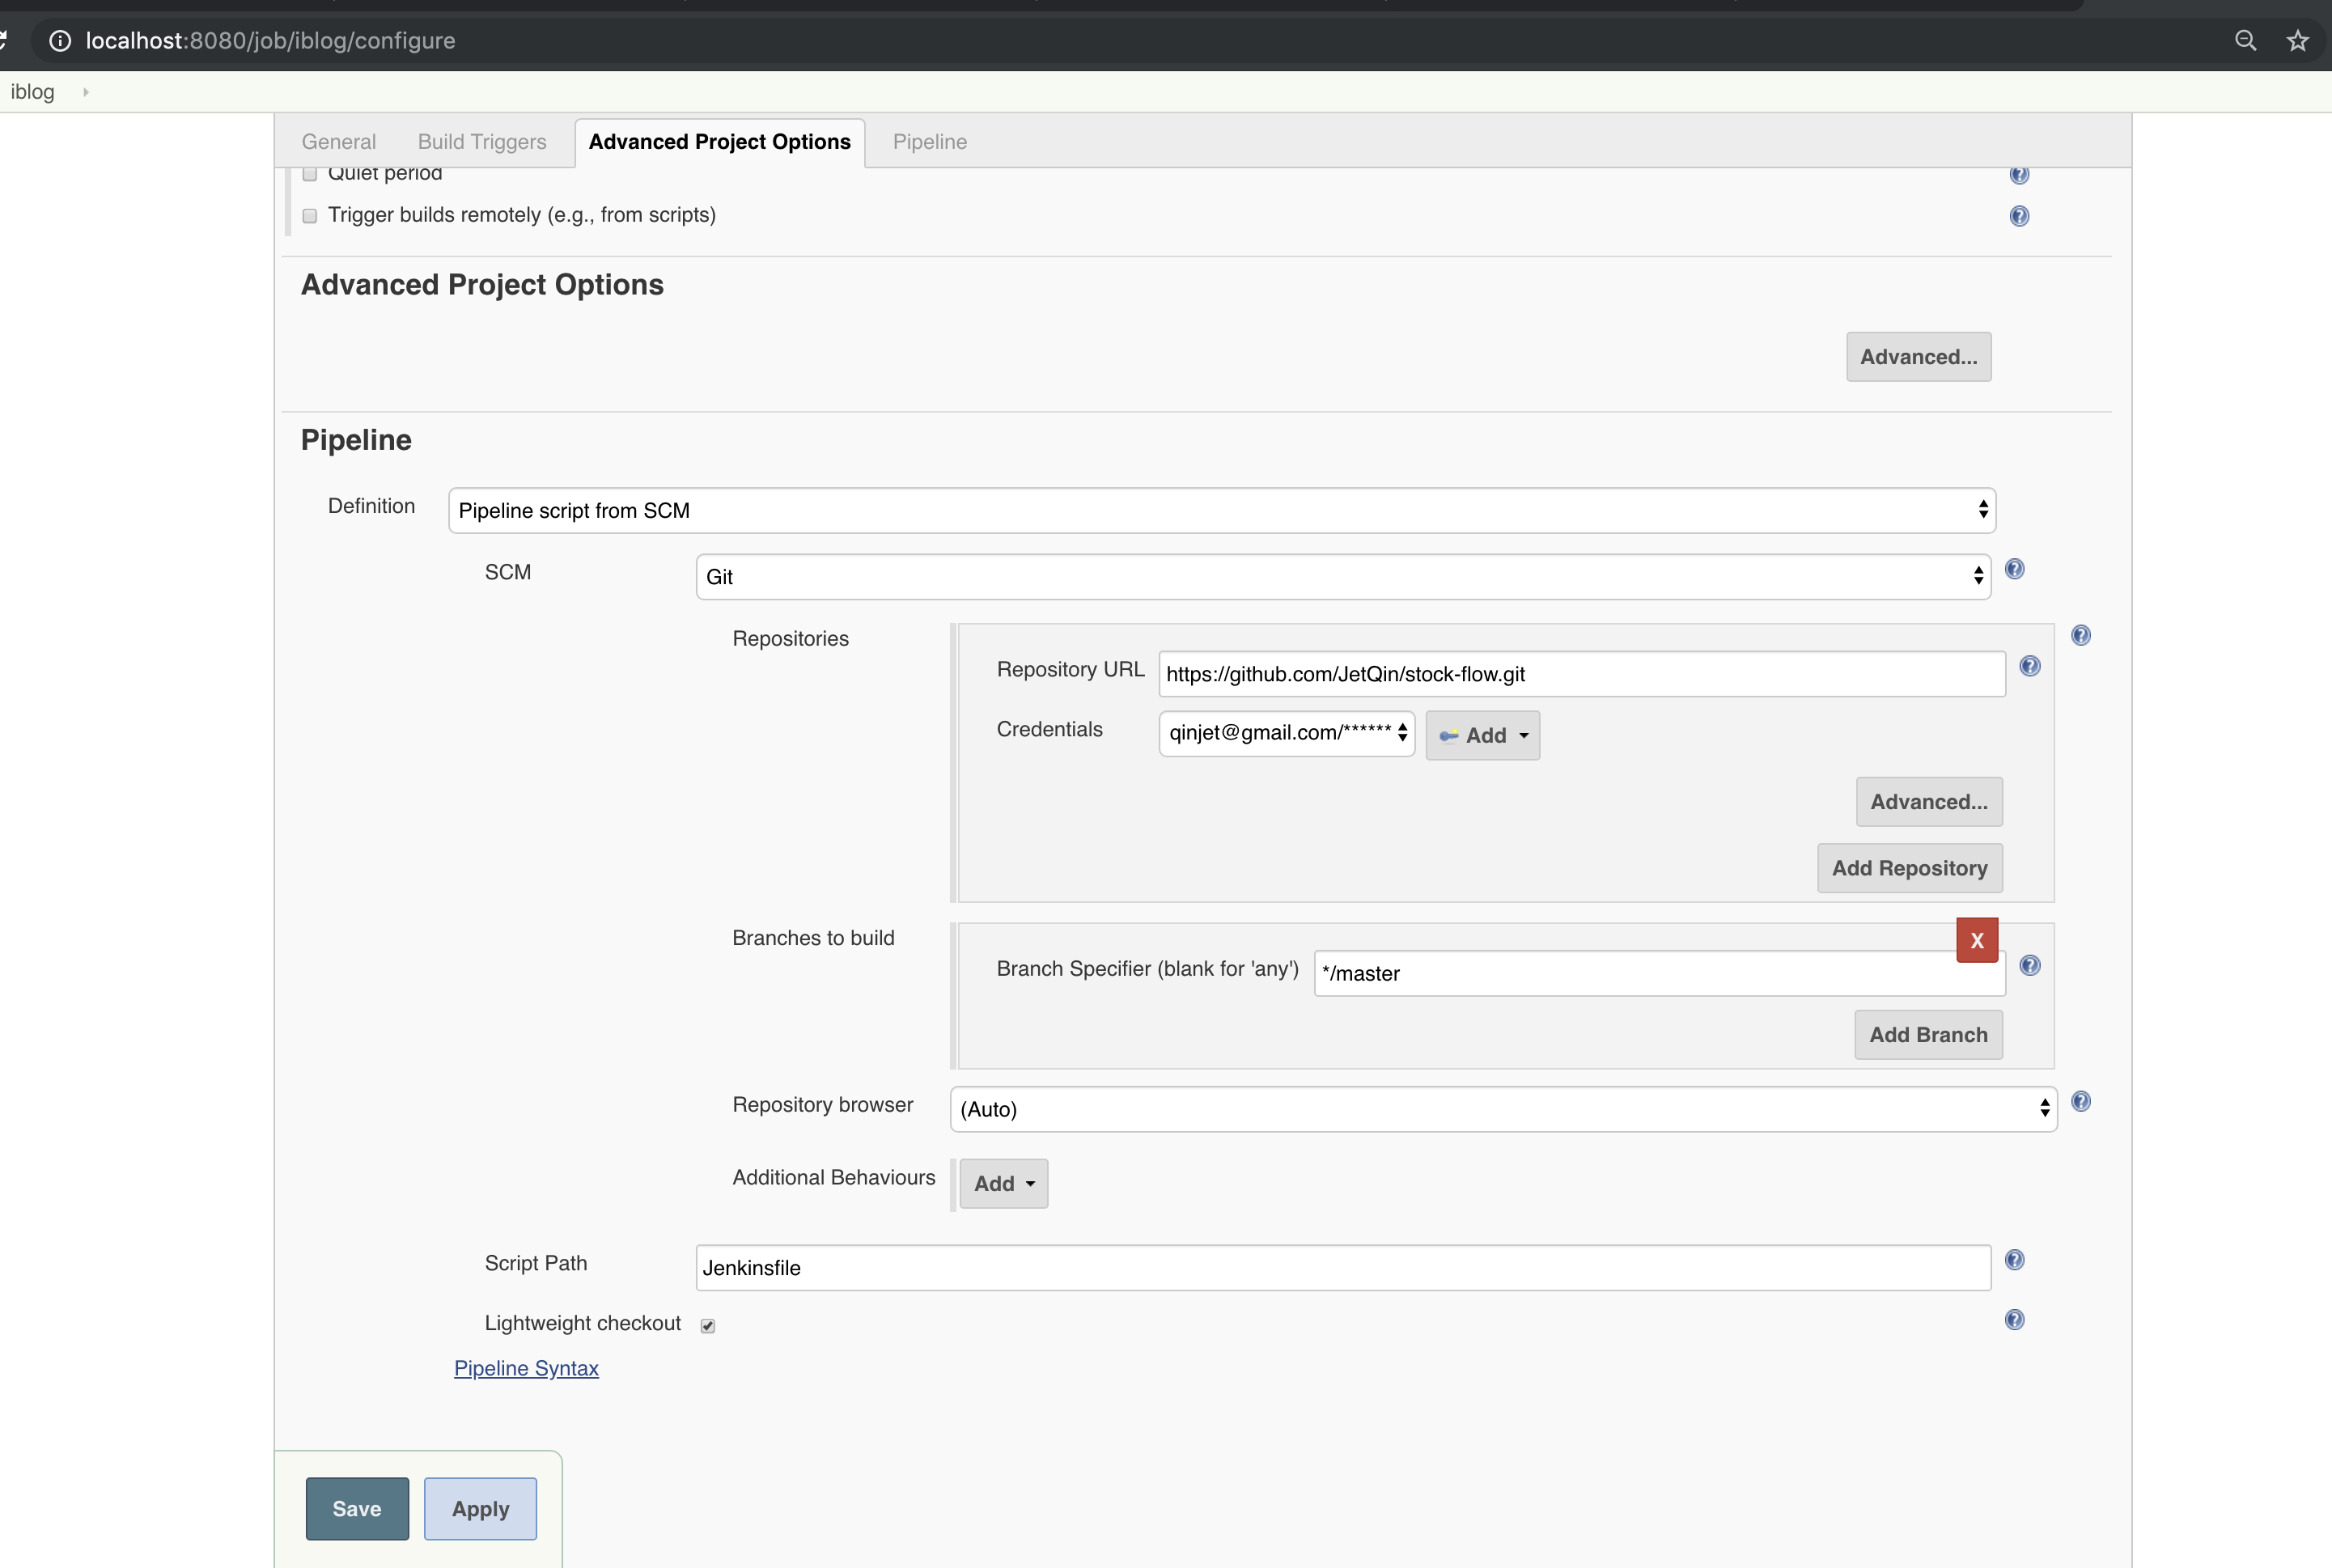 localhost:8080/job/iblog/configure
iblog
General Build Triggers Advanced Project Options Pipeline
Quiet period
Trigger builds remotely (e.g., from scripts)
Advanced Project Options
Advanced...
Pipeline
Definition Pipeline script from SCM
SCM Git
Repositories
Repository URL https://github.com/JetQin/stock-flow.git
Credentials qinjet@gmail.com/****** Add
Advanced...
Add Repository
Branches to build
X
Branch Specifier (blank for 'any') */master
Add Branch
Repository browser (Auto)
Additional Behaviours Add
Script Path Jenkinsfile
Lightweight checkout
Pipeline Syntax
Save Apply